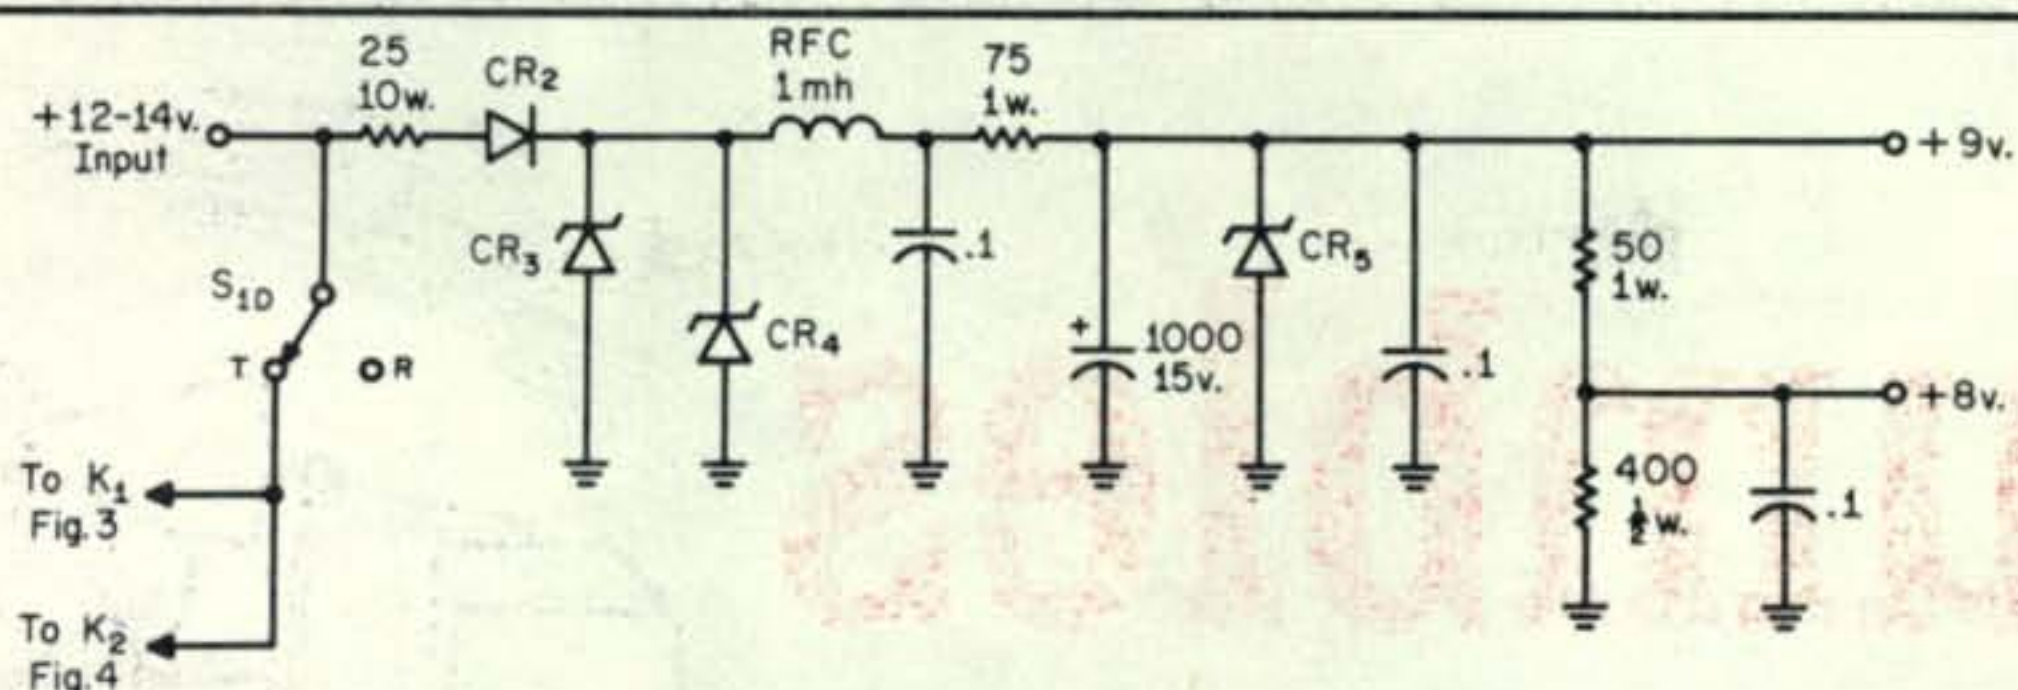 +12-14v.
Input
25
10w.
CR2
RFC
1mh
75
1w.
+9v.
CR3
CR4
.1
+
1000
15v.
CR5
.1
50
1w.
+8v.
400
½w.
.1
S1D
T
R
To K1
Fig.3
To K2
Fig.4